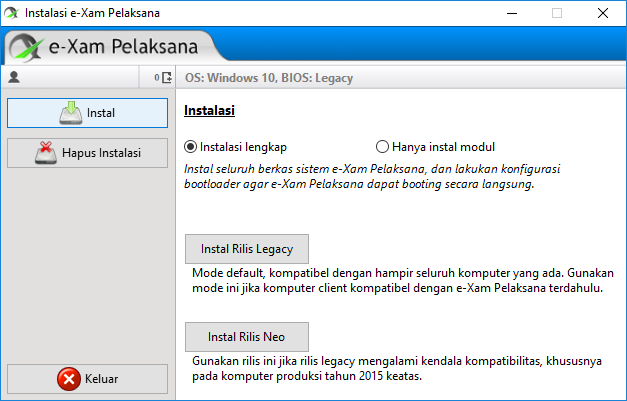 Instalasi e-Xam Pelaksana
e-Xam Pelaksana
0
OS: Windows 10, BIOS: Legacy
Instal
Hapus Instalasi
Keluar
Instalasi
Instalasi lengkap
Hanya instal modul
Instal seluruh berkas sistem e-Xam Pelaksana, dan lakukan konfigurasi
bootloader agar e-Xam Pelaksana dapat booting secara langsung.
Instal Rilis Legacy
Mode default, kompatibel dengan hampir seluruh komputer yang ada. Gunakan
mode ini jika komputer client kompatibel dengan e-Xam Pelaksana terdahulu.
Instal Rilis Neo
Gunakan rilis ini jika rilis legacy mengalami kendala kompatibilitas, khususnya
pada komputer produksi tahun 2015 keatas.